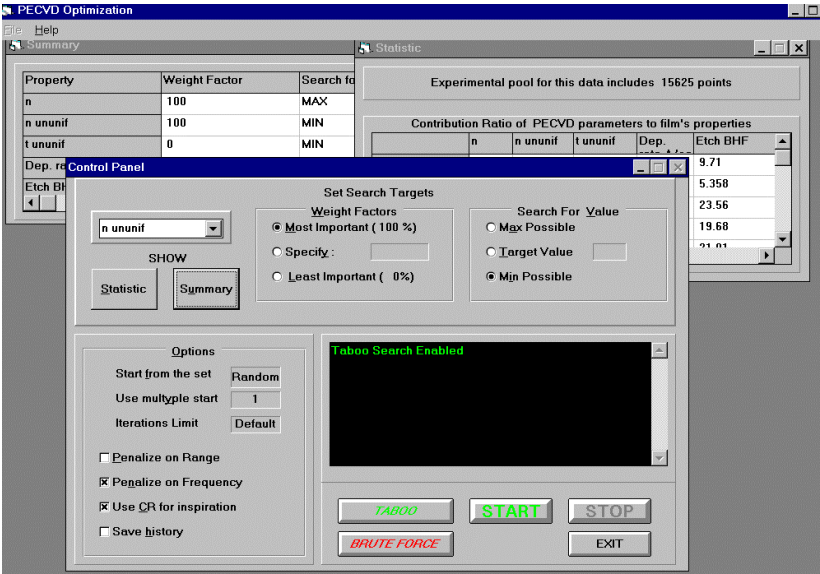 PECVD Optimization
File Help
Summary
Property Weight Factor Search fo
n 100 MAX
n ununif 100 MIN
t ununif 0 MIN
Dep. ra
Etch BH
Statistic
Experimental pool for this data includes 15625 points
Contribution Ratio of PECVD parameters to film's properties
n n ununif t ununif Dep. Etch BHF
9.71
5.358
23.56
19.68
21.01
Control Panel
Set Search Targets
n ununif
SHOW
Statistic Summary
Weight Factors
Most Important ( 100 %)
Specify :
Least Important ( 0%)
Search For Value
Max Possible
Target Value
Min Possible
Options
Start from the set Random
Use multyple start 1
Iterations Limit Default
Penalize on Range
Penalize on Frequency
Use CR for inspiration
Save history
Taboo Search Enabled
TABOO START STOP
BRUTE FORCE EXIT